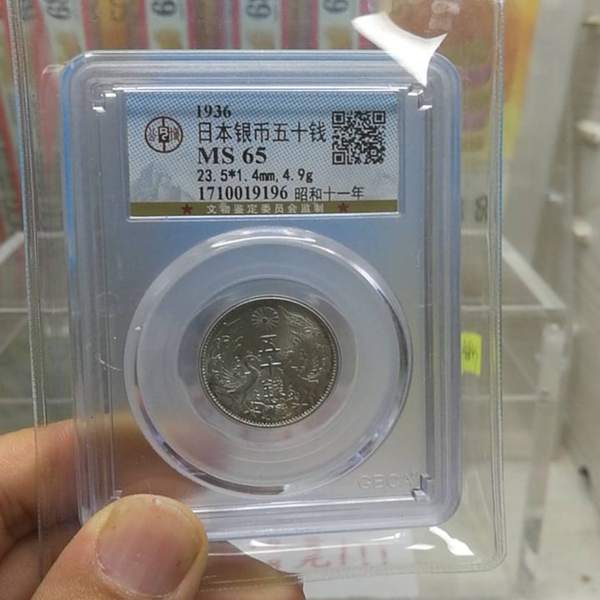 1936
日本银币五十钱
MS 65
23.5*1.4mm,4.9g
1710019196 昭和十一年
★ 文物鉴定委员会监制 ★
五十錢
GBCA